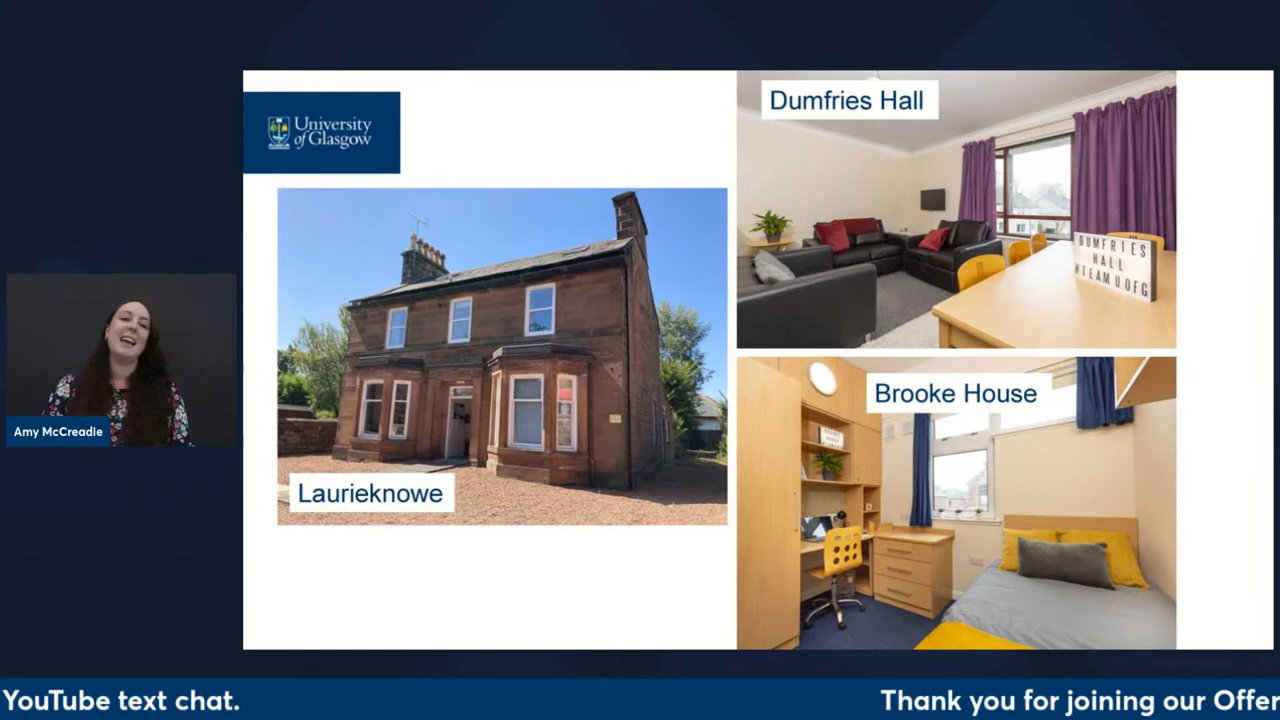 University
of Glasgow
Dumfries Hall
DUMFRIES
HALL
#TEAMUOFG
Laurieknowe
Brooke House
Amy McCreadie
YouTube text chat.
Thank you for joining our Offer